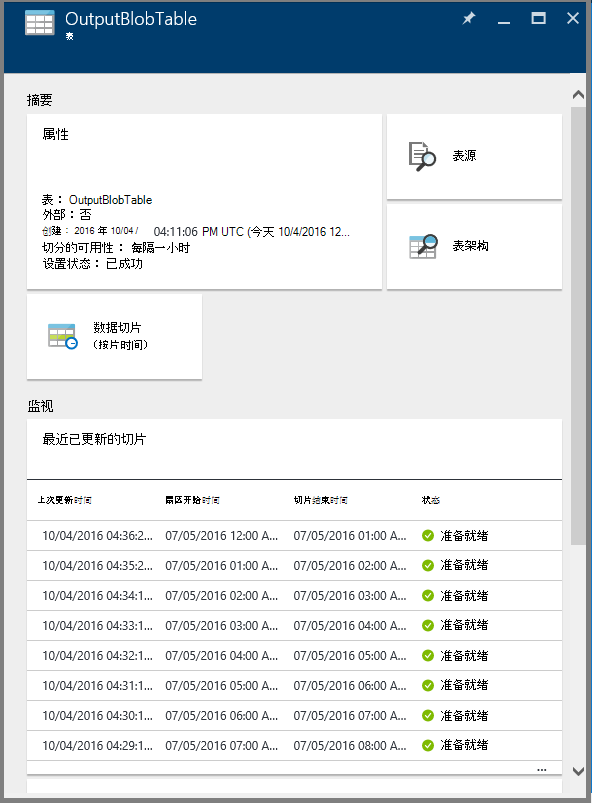 OutputBlobTable
表
摘要
属性
表： OutputBlobTable
外部：否
创建： 2016 年 10/04 / 04:11:06 PM UTC (今天 10/4/2016 12...
切分的可用性： 每隔一小时
设置状态：已成功
表源
表架构
数据切片
（按片时间）
监视
最近已更新的切片
上次更新时间 扇区开始时间 切片结束时间 状态
10/04/2016 04:36:2... 07/05/2016 12:00 A... 07/05/2016 01:00 A... 准备就绪
10/04/2016 04:35:2... 07/05/2016 01:00 A... 07/05/2016 02:00 A... 准备就绪
10/04/2016 04:34:1... 07/05/2016 02:00 A... 07/05/2016 03:00 A... 准备就绪
10/04/2016 04:33:1... 07/05/2016 03:00 A... 07/05/2016 04:00 A... 准备就绪
10/04/2016 04:32:1... 07/05/2016 04:00 A... 07/05/2016 05:00 A... 准备就绪
10/04/2016 04:31:1... 07/05/2016 05:00 A... 07/05/2016 06:00 A... 准备就绪
10/04/2016 04:30:1... 07/05/2016 06:00 A... 07/05/2016 07:00 A... 准备就绪
10/04/2016 04:29:1... 07/05/2016 07:00 A... 07/05/2016 08:00 A... 准备就绪
...